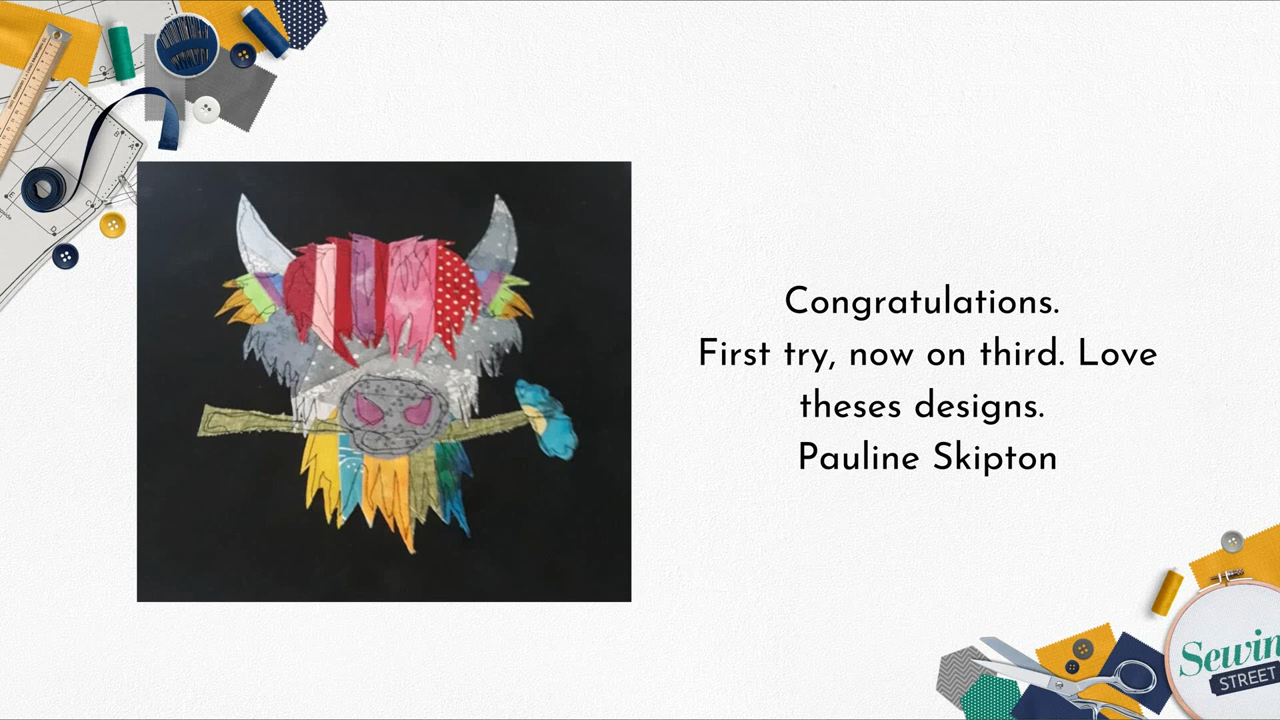 Congratulations.
First try, now on third. Love
theses designs.
Pauline Skipton
Sewin
STREET